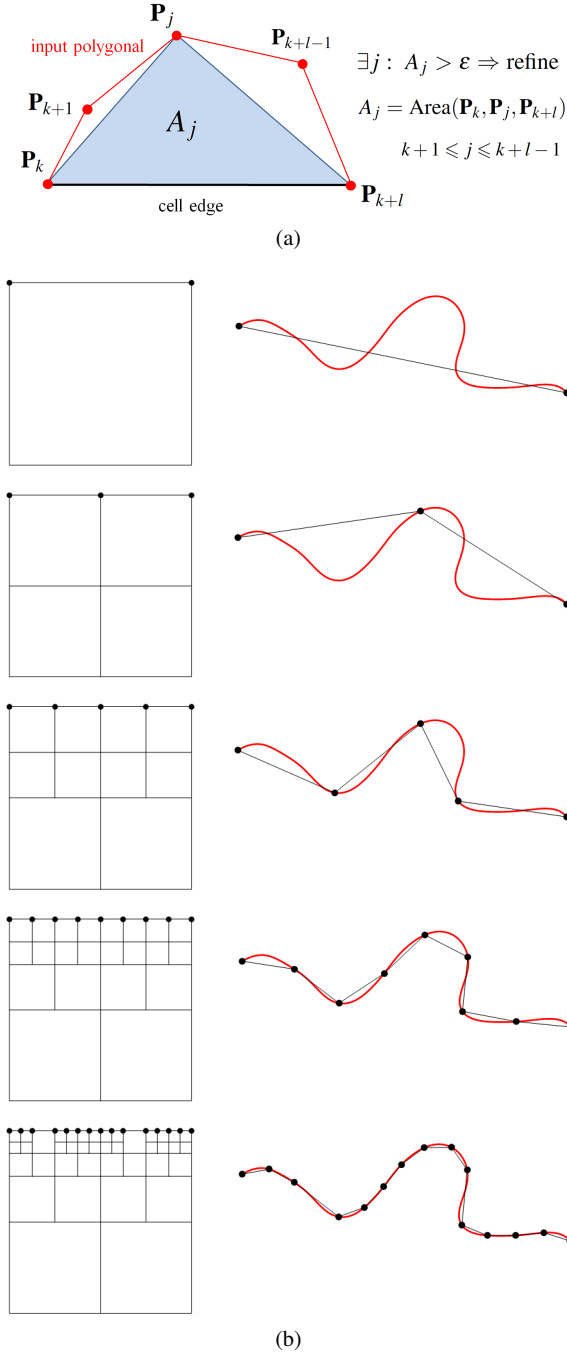 P_j
input polygonal
P_{k+l-1}
∃j : A_j > ε ⇒ refine
P_{k+1}
A_j
A_j = Area(P_k, P_j, P_{k+l})
P_k
k+1 ⩽ j ⩽ k+l−1
P_{k+l}
cell edge
(a)
(b)